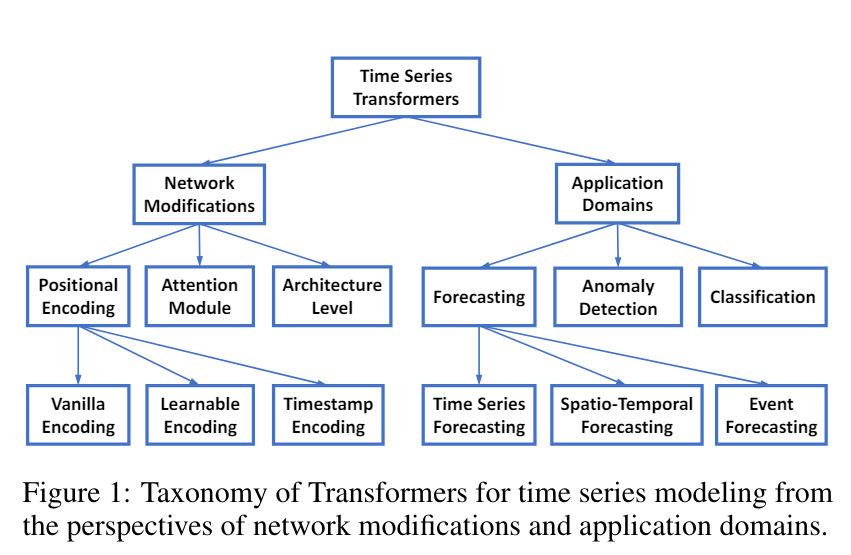 Time Series
Transformers
Network
Modifications
Application
Domains
Positional
Encoding
Attention
Module
Architecture
Level
Forecasting
Anomaly
Detection
Classification
Vanilla
Encoding
Learnable
Encoding
Timestamp
Encoding
Time Series
Forecasting
Spatio-Temporal
Forecasting
Event
Forecasting
Figure 1: Taxonomy of Transformers for time series modeling from
the perspectives of network modifications and application domains.